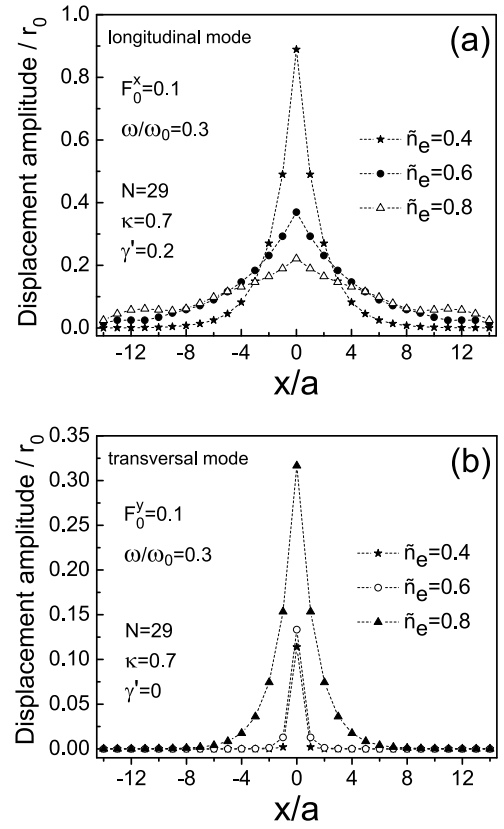 (a)
longitudinal mode
F₀ˣ=0.1
ω/ω₀=0.3
N=29
κ=0.7
γ'=0.2
ñₑ=0.4
ñₑ=0.6
ñₑ=0.8
Displacement amplitude / r₀
1.0
0.8
0.6
0.4
0.2
0.0
-12 -8 -4 0 4 8 12
x/a
(b)
transversal mode
F₀ʸ=0.1
ω/ω₀=0.3
N=29
κ=0.7
γ'=0
ñₑ=0.4
ñₑ=0.6
ñₑ=0.8
Displacement amplitude / r₀
0.35
0.30
0.25
0.20
0.15
0.10
0.05
0.00
-12 -8 -4 0 4 8 12
x/a